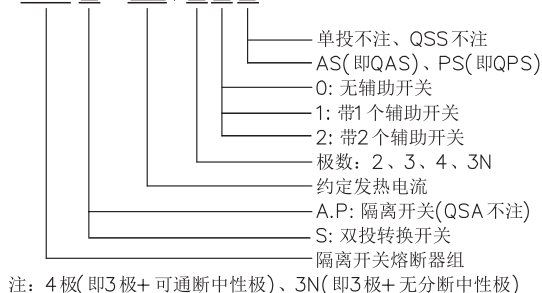 单投不注、QSS不注
AS(即QAS)、PS(即QPS)
0: 无辅助开关
1: 带1个辅助开关
2: 带2个辅助开关
极数：2、3、4、3N
约定发热电流
A.P: 隔离开关(QSA不注)
S: 双投转换开关
隔离开关熔断器组
注：4极(即3极+可通断中性极)、3N(即3极+无分断中性极)